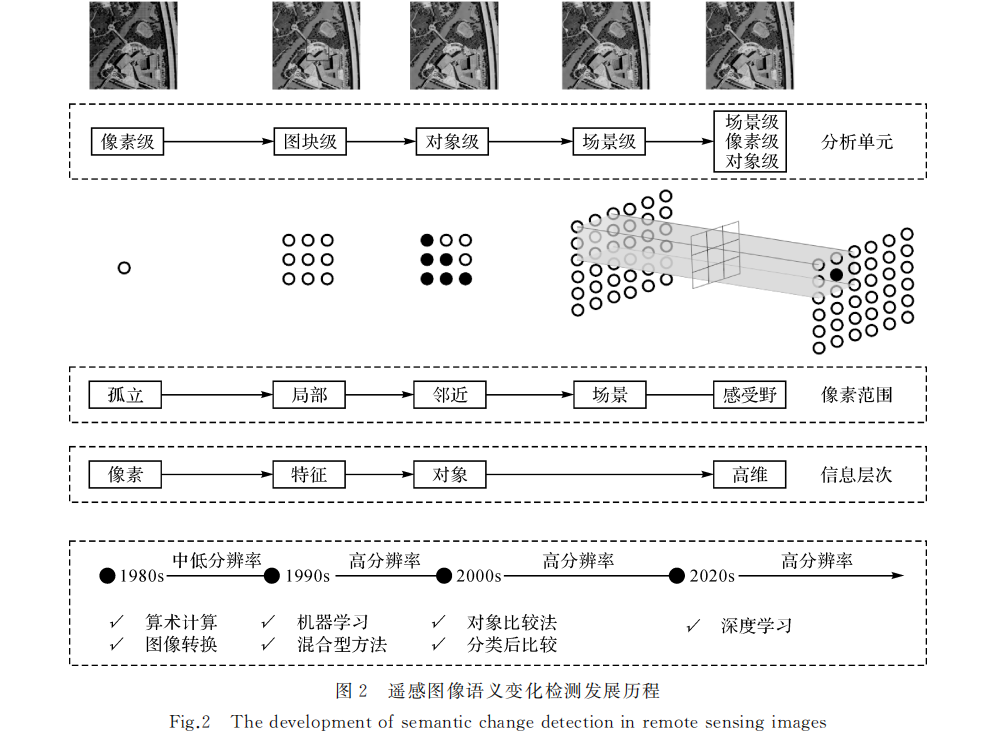 像素级 图块级 对象级 场景级 场景级
像素级
对象级 分析单元
孤立 局部 邻近 场景 感受野 像素范围
像素 特征 对象 高维 信息层次
中低分辨率 高分辨率 高分辨率 高分辨率
1980s 1990s 2000s 2020s
✓ 算术计算 ✓ 机器学习 ✓ 对象比较法 ✓ 深度学习
✓ 图像转换 ✓ 混合型方法 ✓ 分类后比较
图 2 遥感图像语义变化检测发展历程
Fig.2 The development of semantic change detection in remote sensing images